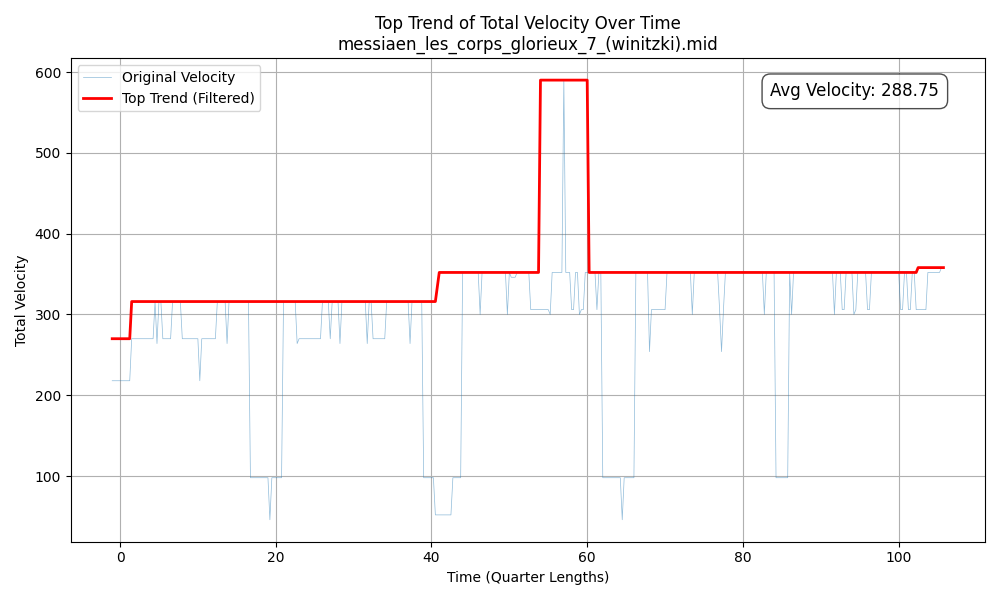 Top Trend of Total Velocity Over Time
messiaen_les_corps_glorieux_7_(winitzki).mid
Original Velocity
Top Trend (Filtered)
Avg Velocity: 288.75
Total Velocity
600
500
400
300
200
100
0 20 40 60 80 100
Time (Quarter Lengths)